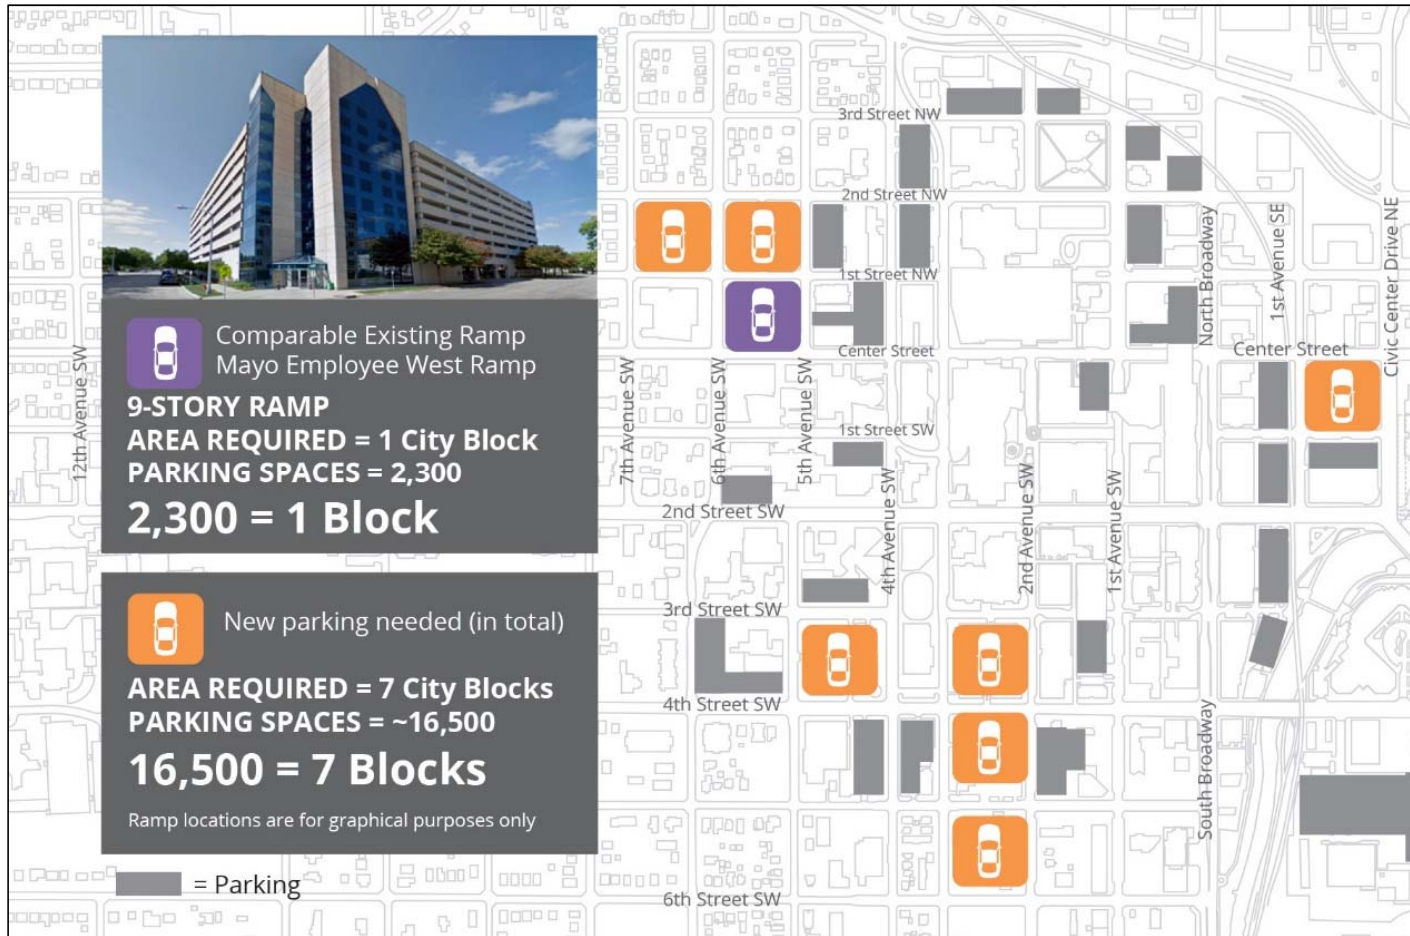 Comparable Existing Ramp
Mayo Employee West Ramp
9-STORY RAMP
AREA REQUIRED = 1 City Block
PARKING SPACES = 2,300
2,300 = 1 Block
New parking needed (in total)
AREA REQUIRED = 7 City Blocks
PARKING SPACES = ~16,500
16,500 = 7 Blocks
Ramp locations are for graphical purposes only
= Parking
12th Avenue SW
3rd Street NW
2nd Street NW
1st Street NW
Center Street
Center Street
North Broadway
1st Avenue SE
Civic Center Drive NE
7th Avenue SW
6th Avenue SW
5th Avenue SW
1st Street SW
4th Avenue SW
2nd Avenue SW
1st Avenue SW
2nd Street SW
3rd Street SW
4th Street SW
South Broadway
6th Street SW